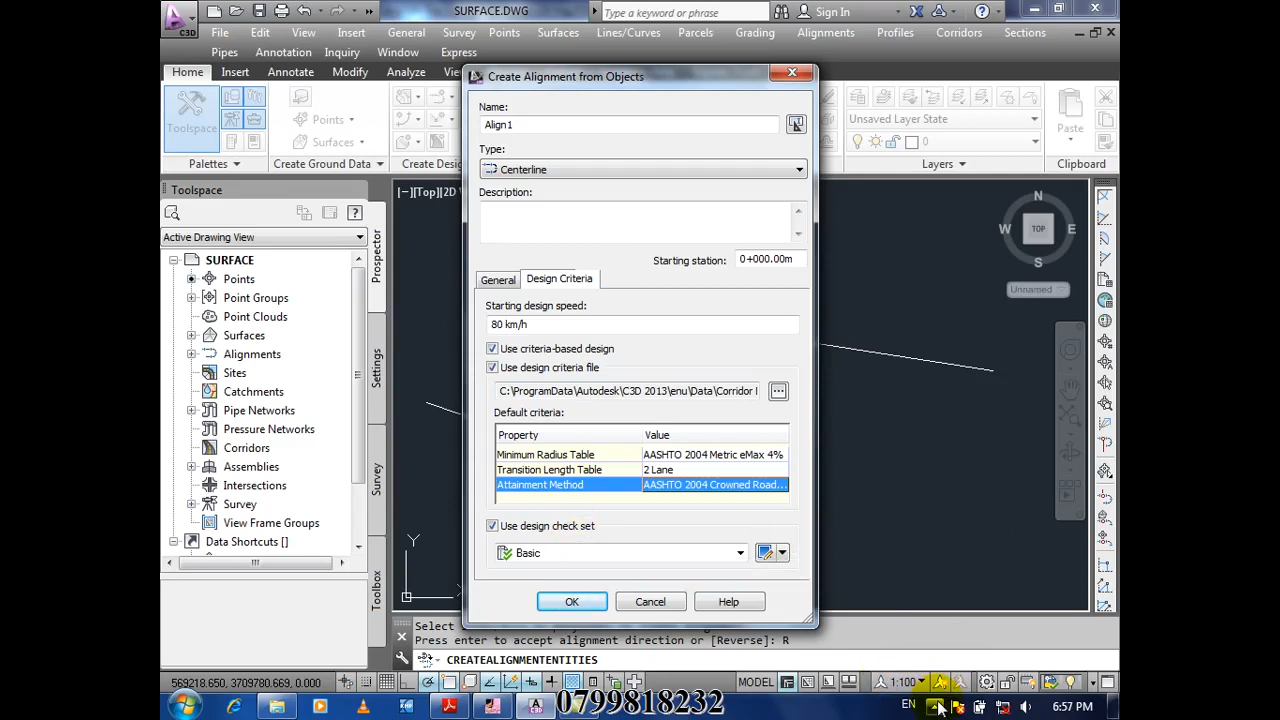 SURFACE.DWG
Type a keyword or phrase
Sign In
C3D
File Edit View Insert General Survey Points Surfaces Lines/Curves Parcels Grading Alignments Profiles Corridors Sections
Pipes Annotation Inquiry Window Help Express
Home Insert Annotate Modify Analyze
Toolspace
Points
Unsaved Layer State
0
Paste
Palettes
Create Ground Data
Layers
Clipboard
Toolspace
Active Drawing View
SURFACE
Points
Point Groups
Point Clouds
Surfaces
Alignments
Sites
Catchments
Pipe Networks
Pressure Networks
Corridors
Assemblies
Intersections
Survey
View Frame Groups
Data Shortcuts []
Prospector
Settings
Survey
Toolbox
[−][Top][2D
N
W
TOP
E
S
Unnamed
Y
Create Alignment from Objects
Name:
Align1
Type:
Centerline
Description:
Starting station: 0+000.00m
General Design Criteria
Starting design speed:
80 km/h
Use criteria-based design
Use design criteria file
C:\ProgramData\Autodesk\C3D 2013\enu\Data\Corridor
...
Default criteria:
Property Value
Minimum Radius Table AASHTO 2004 Metric eMax 4%
Transition Length Table 2 Lane
Attainment Method AASHTO 2004 Crowned Road...
Use design check set
Basic
OK Cancel Help
Select
Press enter to accept alignment direction or [Reverse]: R
CREATEALIGNMENTENTITIES
569218.650, 3709780.669, 0.000
MODEL
1:100
0799818232
EN
6:57 PM